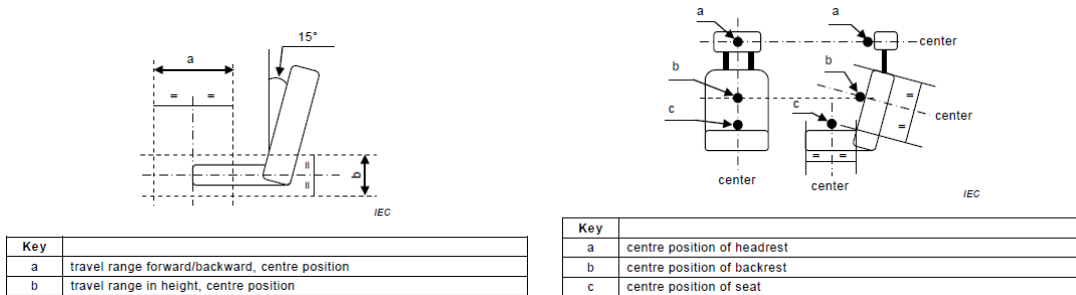 15°
a
= =
=
=
b
IEC
Key
a travel range forward/backward, centre position
b travel range in height, centre position
a
a
center
b
b
c
c
=
=
center
= =
center
center
IEC
Key
a centre position of headrest
b centre position of backrest
c centre position of seat